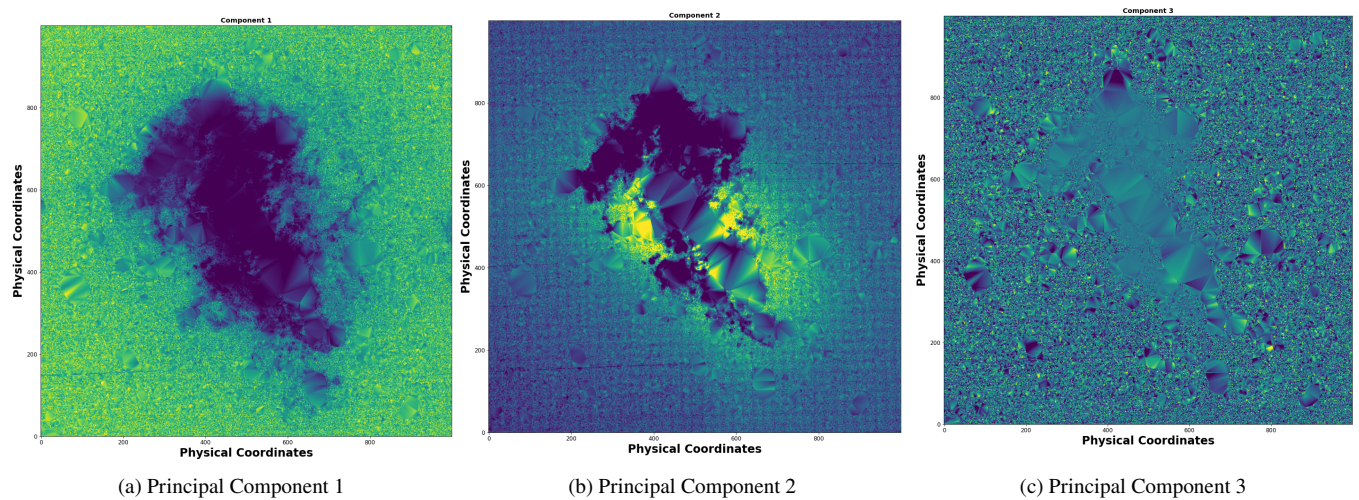 Component 1
Physical Coordinates
800
600
400
200
0
0 200 400 600 800
Physical Coordinates
(a) Principal Component 1
Component 2
Physical Coordinates
800
600
400
200
0
0 200 400 600 800
Physical Coordinates
(b) Principal Component 2
Component 3
Physical Coordinates
800
600
400
200
0
0 200 400 600 800
Physical Coordinates
(c) Principal Component 3